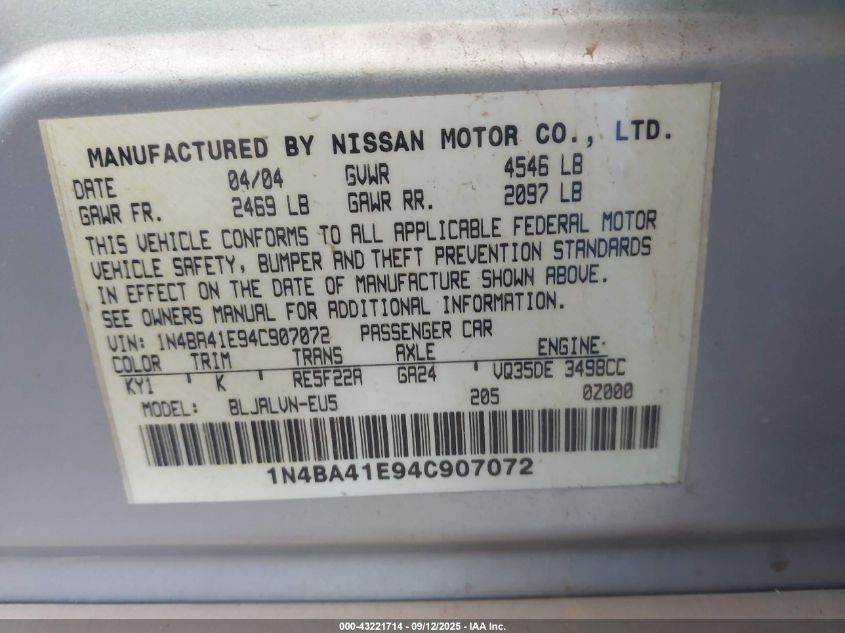 MANUFACTURED BY NISSAN MOTOR CO., LTD.
DATE 04/04 GVWR 4546 LB
GAWR FR. 2469 LB GAWR RR. 2097 LB
THIS VEHICLE CONFORMS TO ALL APPLICABLE FEDERAL MOTOR
VEHICLE SAFETY, BUMPER AND THEFT PREVENTION STANDARDS
IN EFFECT ON THE DATE OF MANUFACTURE SHOWN ABOVE.
SEE OWNERS MANUAL FOR ADDITIONAL INFORMATION.
VIN: 1N4BA41E94C907072 PASSENGER CAR
COLOR TRIM TRANS AXLE ENGINE
KY1 ' K ' RE5F22A GA24 ' VQ35DE 3498CC
MODEL: BLJALVN-EU5 205 0Z000
1N4BA41E94C907072
000-43221714 - 09/12/2025 - IAA Inc.